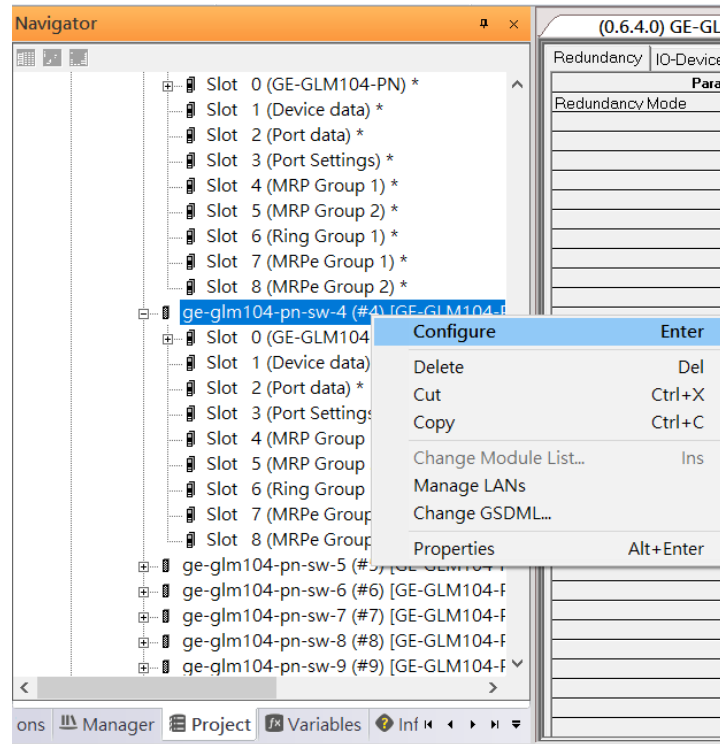 Navigator
(0.6.4.0) GE-GL
Redundancy
IO-Device
Para
Redundancy Mode
Slot 0 (GE-GLM104-PN) *
Slot 1 (Device data) *
Slot 2 (Port data) *
Slot 3 (Port Settings) *
Slot 4 (MRP Group 1) *
Slot 5 (MRP Group 2) *
Slot 6 (Ring Group 1) *
Slot 7 (MRPe Group 1) *
Slot 8 (MRPe Group 2) *
ge-glm104-pn-sw-4 (#4) [GE-GLM104-P
Slot 0 (GE-GLM104
Slot 1 (Device data)
Slot 2 (Port data) *
Slot 3 (Port Settings
Slot 4 (MRP Group
Slot 5 (MRP Group
Slot 6 (Ring Group
Slot 7 (MRPe Group
Slot 8 (MRPe Group
ge-glm104-pn-sw-5 (#5) [GE-GLM104-P
ge-glm104-pn-sw-6 (#6) [GE-GLM104-P
ge-glm104-pn-sw-7 (#7) [GE-GLM104-P
ge-glm104-pn-sw-8 (#8) [GE-GLM104-P
ge-glm104-pn-sw-9 (#9) [GE-GLM104-P
Configure Enter
Delete Del
Cut Ctrl+X
Copy Ctrl+C
Change Module List... Ins
Manage LANs
Change GSDML...
Properties Alt+Enter
ons
Manager
Project
Variables
Inf